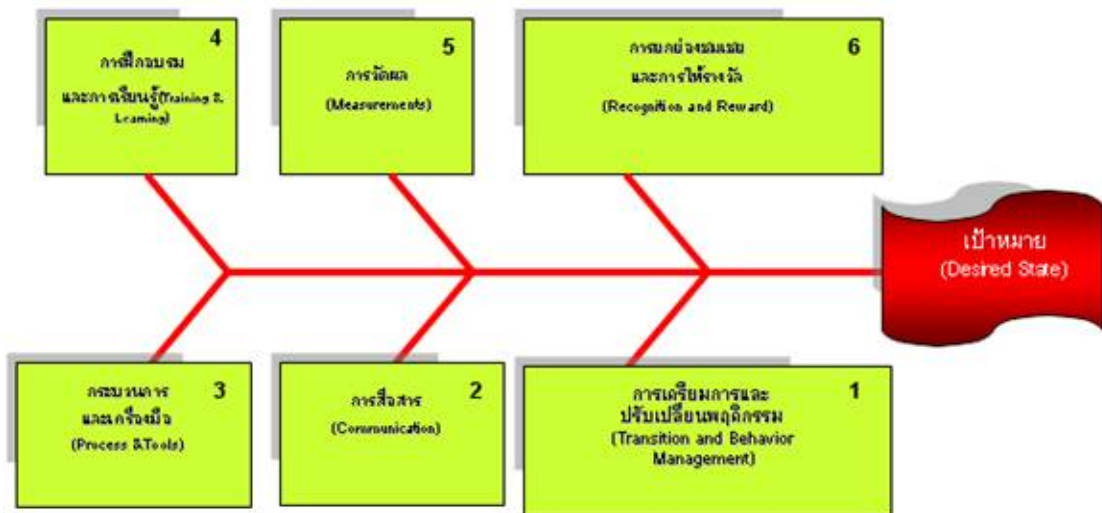 4
การฝึกอบรม
และการเรียนรู้(Training &
Learning)
5
การวัดผล
(Measurements)
6
การยกย่องชมเชย
และการให้รางวัล
(Recognition and Reward)
เป้าหมาย
(Desired State)
3
กระบวนการ
และเครื่องมือ
(Process &Tools)
2
การสื่อสาร
(Communication)
1
การเตรียมการและ
ปรับเปลี่ยนพฤติกรรม
(Transition and Behavior
Management)